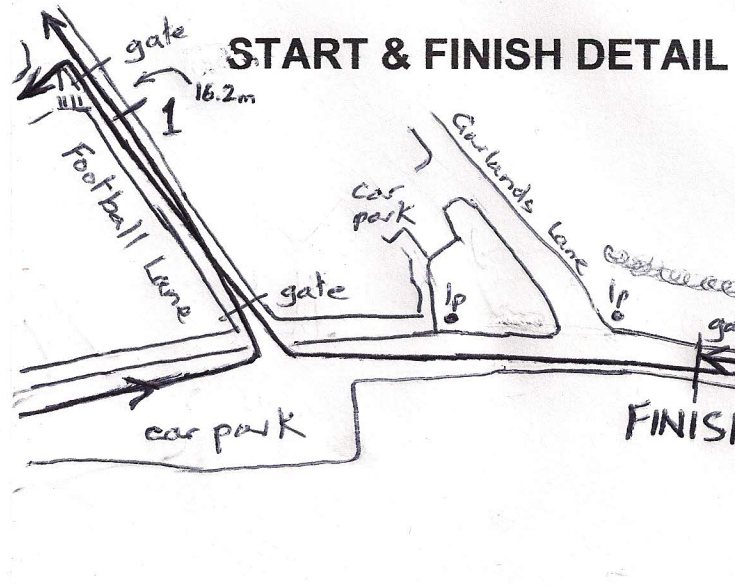 START & FINISH DETAIL
gate
16.2m
1
Football Lane
Garlands Lane
car
park
gate
lp
lp
ga
FINIS
car park